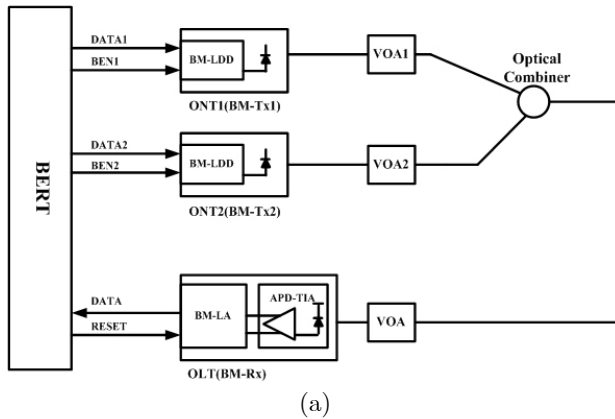 BERT
DATA1
BEN1
BM-LDD
ONT1(BM-Tx1)
VOA1
Optical
Combiner
DATA2
BEN2
BM-LDD
ONT2(BM-Tx2)
VOA2
DATA
RESET
BM-LA
APD-TIA
OLT(BM-Rx)
VOA
(a)